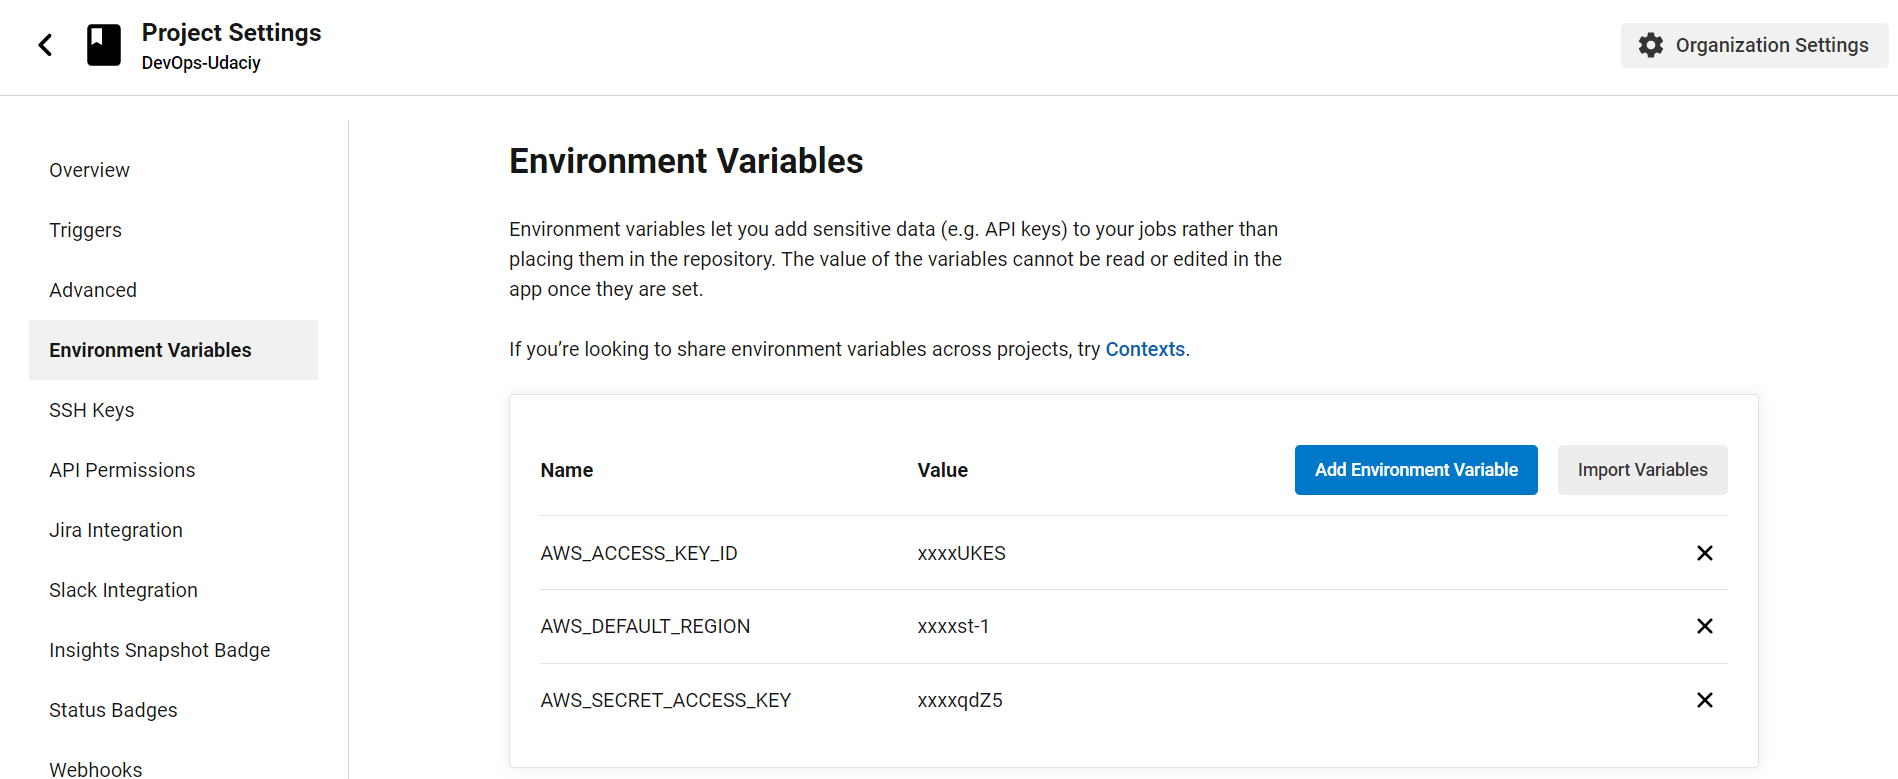 Project Settings
DevOps-Udaciy
Organization Settings
Overview
Triggers
Advanced
Environment Variables
SSH Keys
API Permissions
Jira Integration
Slack Integration
Insights Snapshot Badge
Status Badges
Webhooks
Environment Variables
Environment variables let you add sensitive data (e.g. API keys) to your jobs rather than
placing them in the repository. The value of the variables cannot be read or edited in the
app once they are set.
If you’re looking to share environment variables across projects, try Contexts.
Name Value Add Environment Variable Import Variables
AWS_ACCESS_KEY_ID xxxxUKES
AWS_DEFAULT_REGION xxxxst-1
AWS_SECRET_ACCESS_KEY xxxxqdZ5